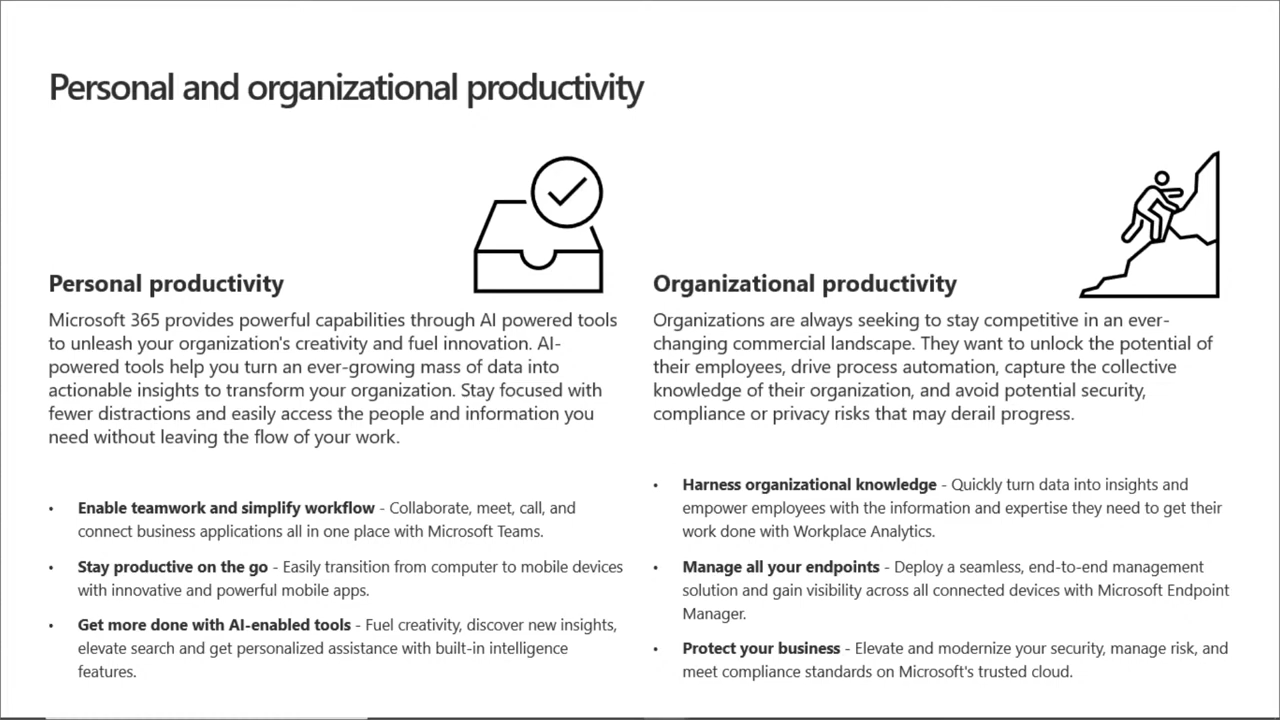 Personal and organizational productivity
Personal productivity
Microsoft 365 provides powerful capabilities through AI powered tools
to unleash your organization's creativity and fuel innovation. AI-
powered tools help you turn an ever-growing mass of data into
actionable insights to transform your organization. Stay focused with
fewer distractions and easily access the people and information you
need without leaving the flow of your work.
• Enable teamwork and simplify workflow - Collaborate, meet, call, and
connect business applications all in one place with Microsoft Teams.
• Stay productive on the go - Easily transition from computer to mobile devices
with innovative and powerful mobile apps.
• Get more done with AI-enabled tools - Fuel creativity, discover new insights,
elevate search and get personalized assistance with built-in intelligence
features.
Organizational productivity
Organizations are always seeking to stay competitive in an ever-
changing commercial landscape. They want to unlock the potential of
their employees, drive process automation, capture the collective
knowledge of their organization, and avoid potential security,
compliance or privacy risks that may derail progress.
• Harness organizational knowledge - Quickly turn data into insights and
empower employees with the information and expertise they need to get their
work done with Workplace Analytics.
• Manage all your endpoints - Deploy a seamless, end-to-end management
solution and gain visibility across all connected devices with Microsoft Endpoint
Manager.
• Protect your business - Elevate and modernize your security, manage risk, and
meet compliance standards on Microsoft's trusted cloud.